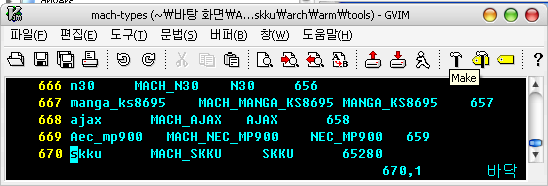 drivers
mach-types (~₩바탕 화면₩A...skku₩arch₩arm₩tools) - GVIM
파일(F) 편집(E) 도구(T) 문법(S) 버퍼(B) 창(W) 도움말(H)
Make
666 n30 MACH_N30 N30 656
667 manga_ks8695 MACH_MANGA_KS8695 MANGA_KS8695 657
668 ajax MACH_AJAX AJAX 658
669 Aec_mp900 MACH_NEC_MP900 NEC_MP900 659
670 skku MACH_SKKU SKKU 65280
670,1 바닥